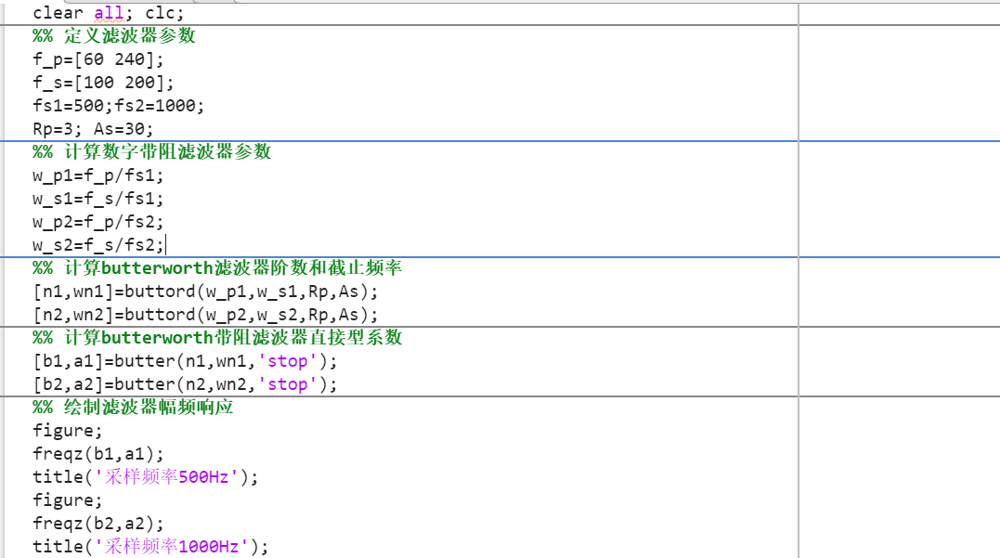 clear all; clc;
%% 定义滤波器参数
f_p=[60 240];
f_s=[100 200];
fs1=500;fs2=1000;
Rp=3; As=30;
%% 计算数字带阻滤波器参数
w_p1=f_p/fs1;
w_s1=f_s/fs1;
w_p2=f_p/fs2;
w_s2=f_s/fs2;
%% 计算butterworth滤波器阶数和截止频率
[n1,wn1]=buttord(w_p1,w_s1,Rp,As);
[n2,wn2]=buttord(w_p2,w_s2,Rp,As);
%% 计算butterworth带阻滤波器直接型系数
[b1,a1]=butter(n1,wn1,'stop');
[b2,a2]=butter(n2,wn2,'stop');
%% 绘制滤波器幅频响应
figure;
freqz(b1,a1);
title('采样频率500Hz');
figure;
freqz(b2,a2);
title('采样频率1000Hz');